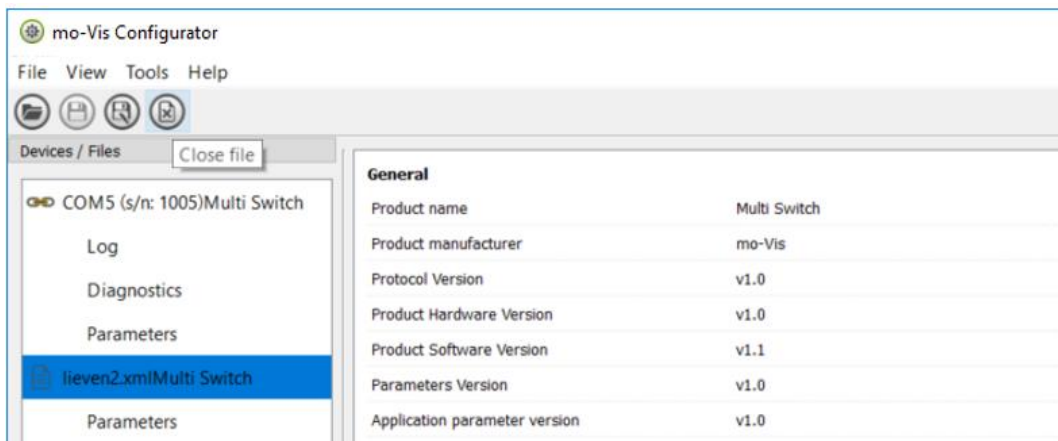 mo-Vis Configurator
File View Tools Help
Devices / Files
Close file
COM5 (s/n: 1005)Multi Switch
Log
Diagnostics
Parameters
lieven2.xmlMulti Switch
Parameters
General
Product name Multi Switch
Product manufacturer mo-Vis
Protocol Version v1.0
Product Hardware Version v1.0
Product Software Version v1.1
Parameters Version v1.0
Application parameter version v1.0